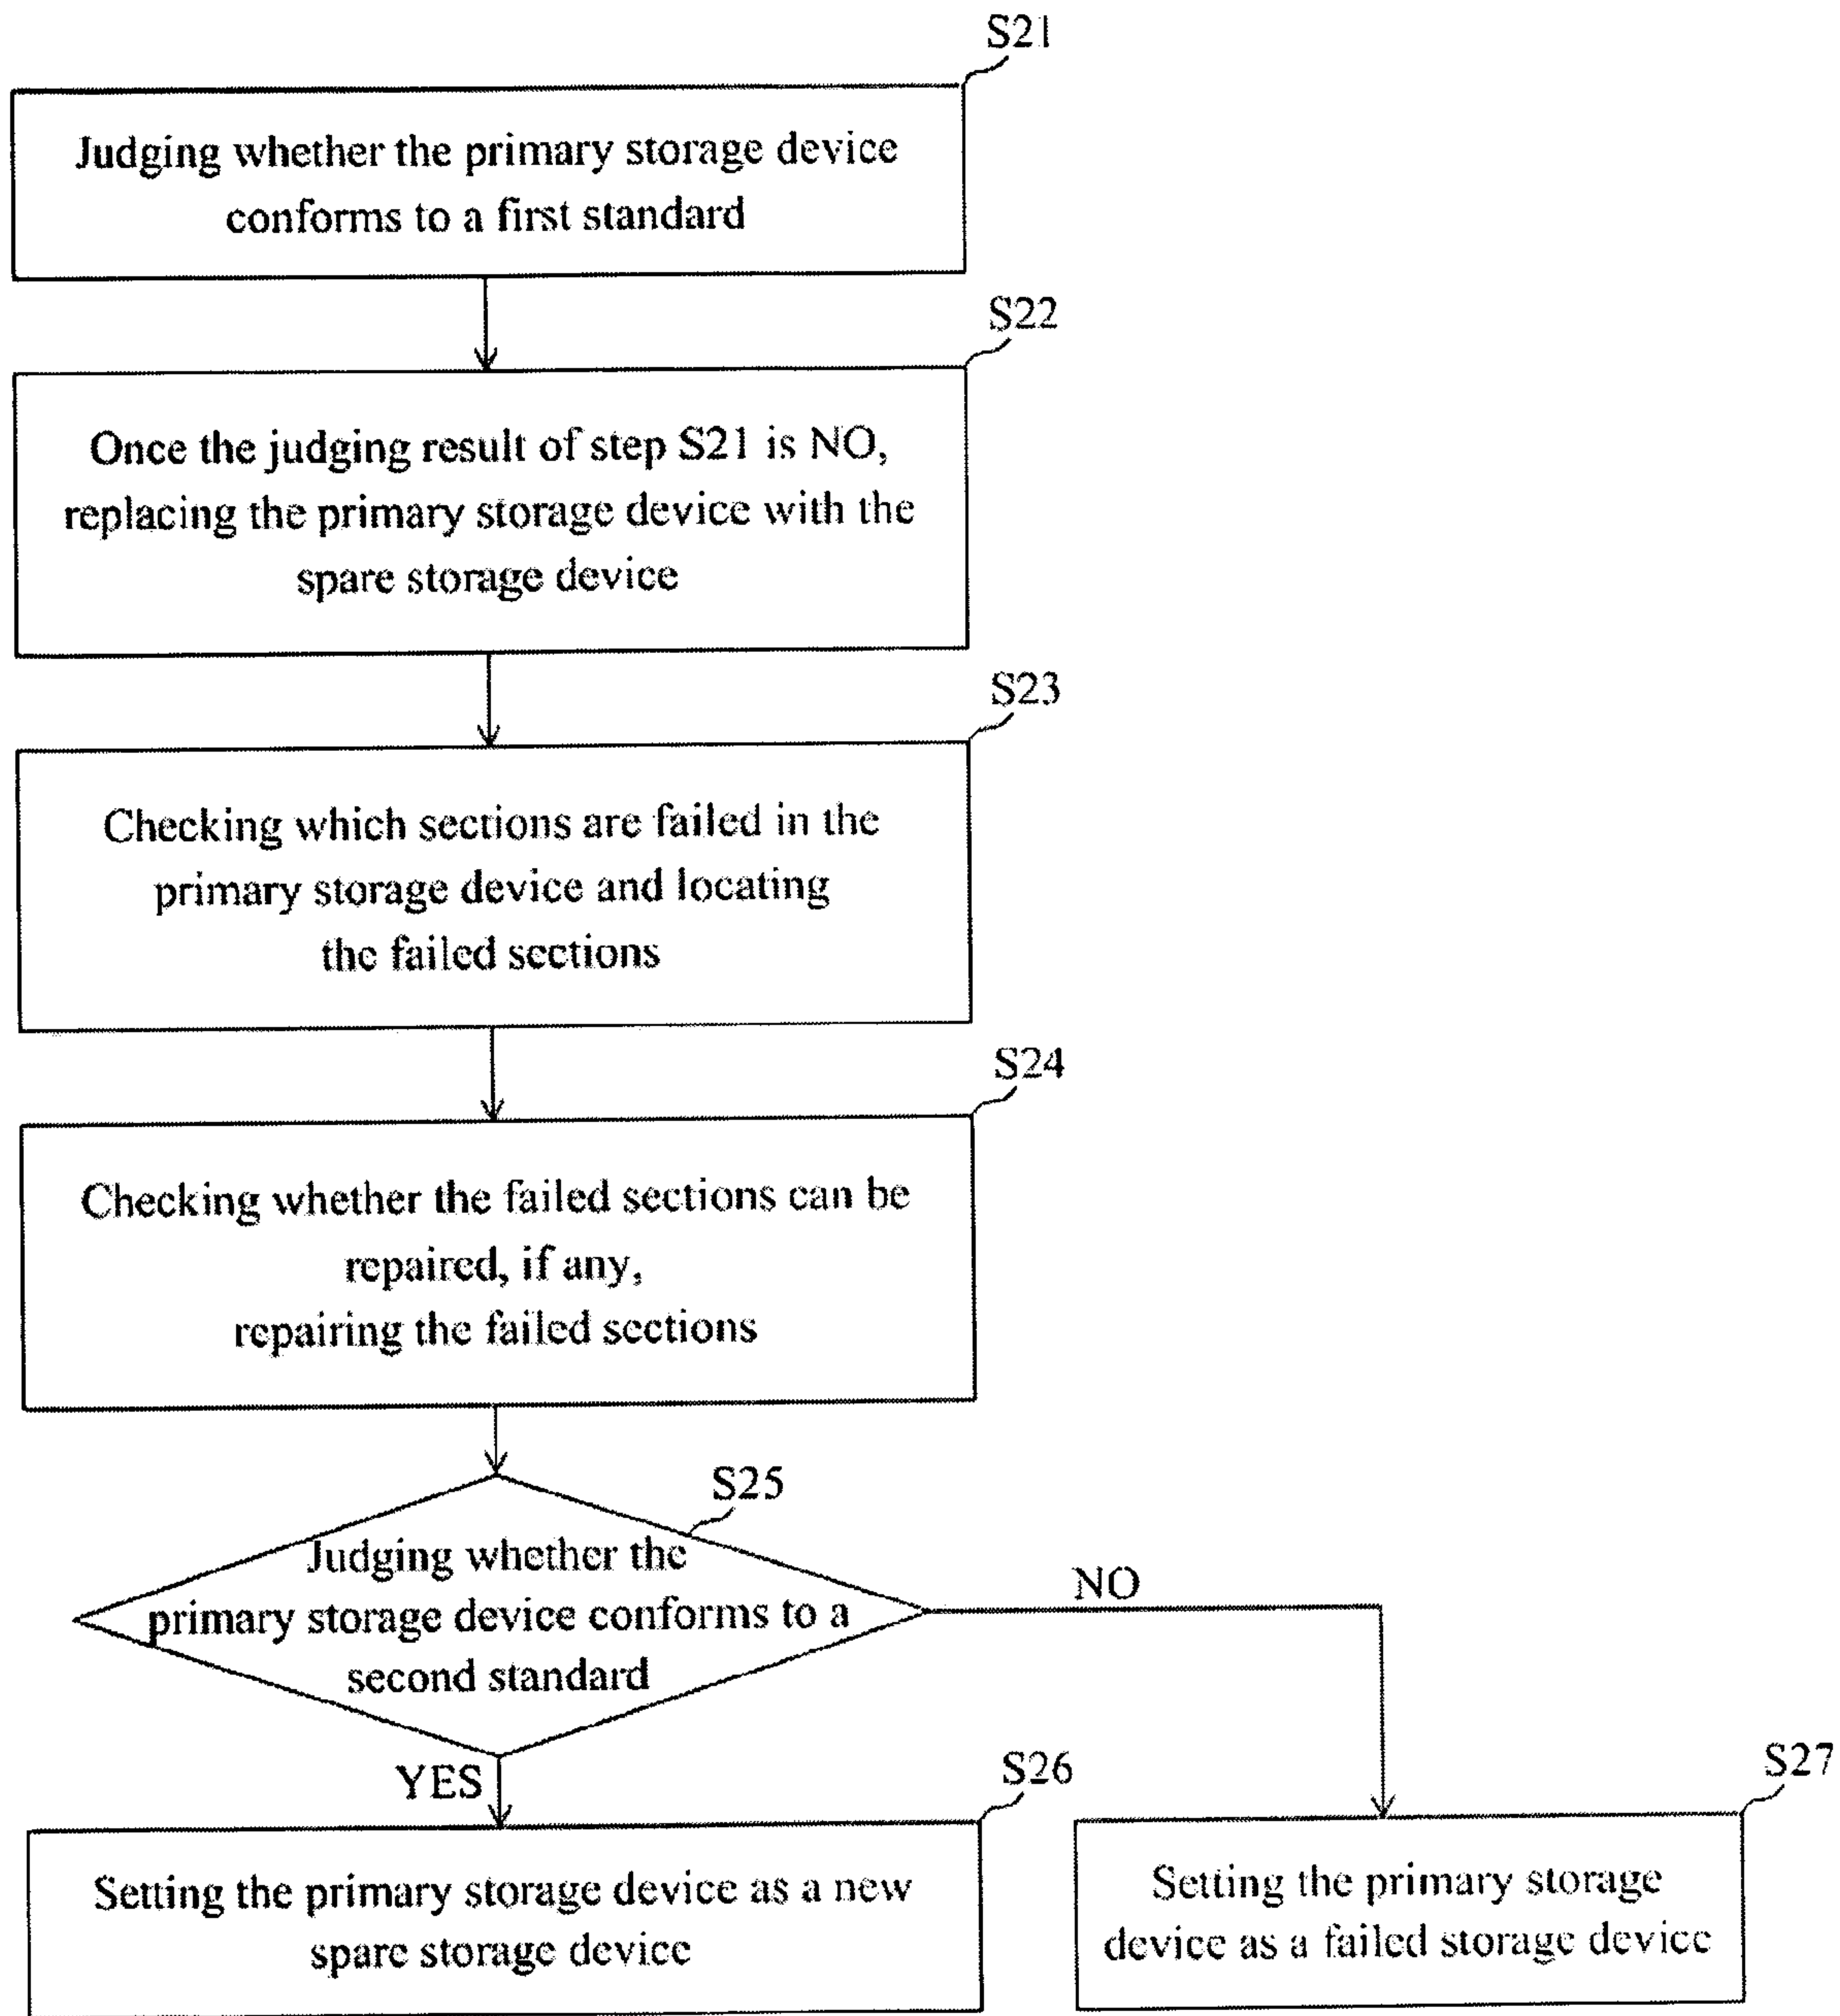 S21
Judging whether the primary storage device
conforms to a first standard
S22
Once the judging result of step S21 is NO,
replacing the primary storage device with the
spare storage device
S23
Checking which sections are failed in the
primary storage device and locating
the failed sections
S24
Checking whether the failed sections can be
repaired, if any,
repairing the failed sections
S25
Judging whether the
primary storage device conforms to a
second standard
NO
YES
S26
Setting the primary storage device as a new
spare storage device
S27
Setting the primary storage
device as a failed storage device